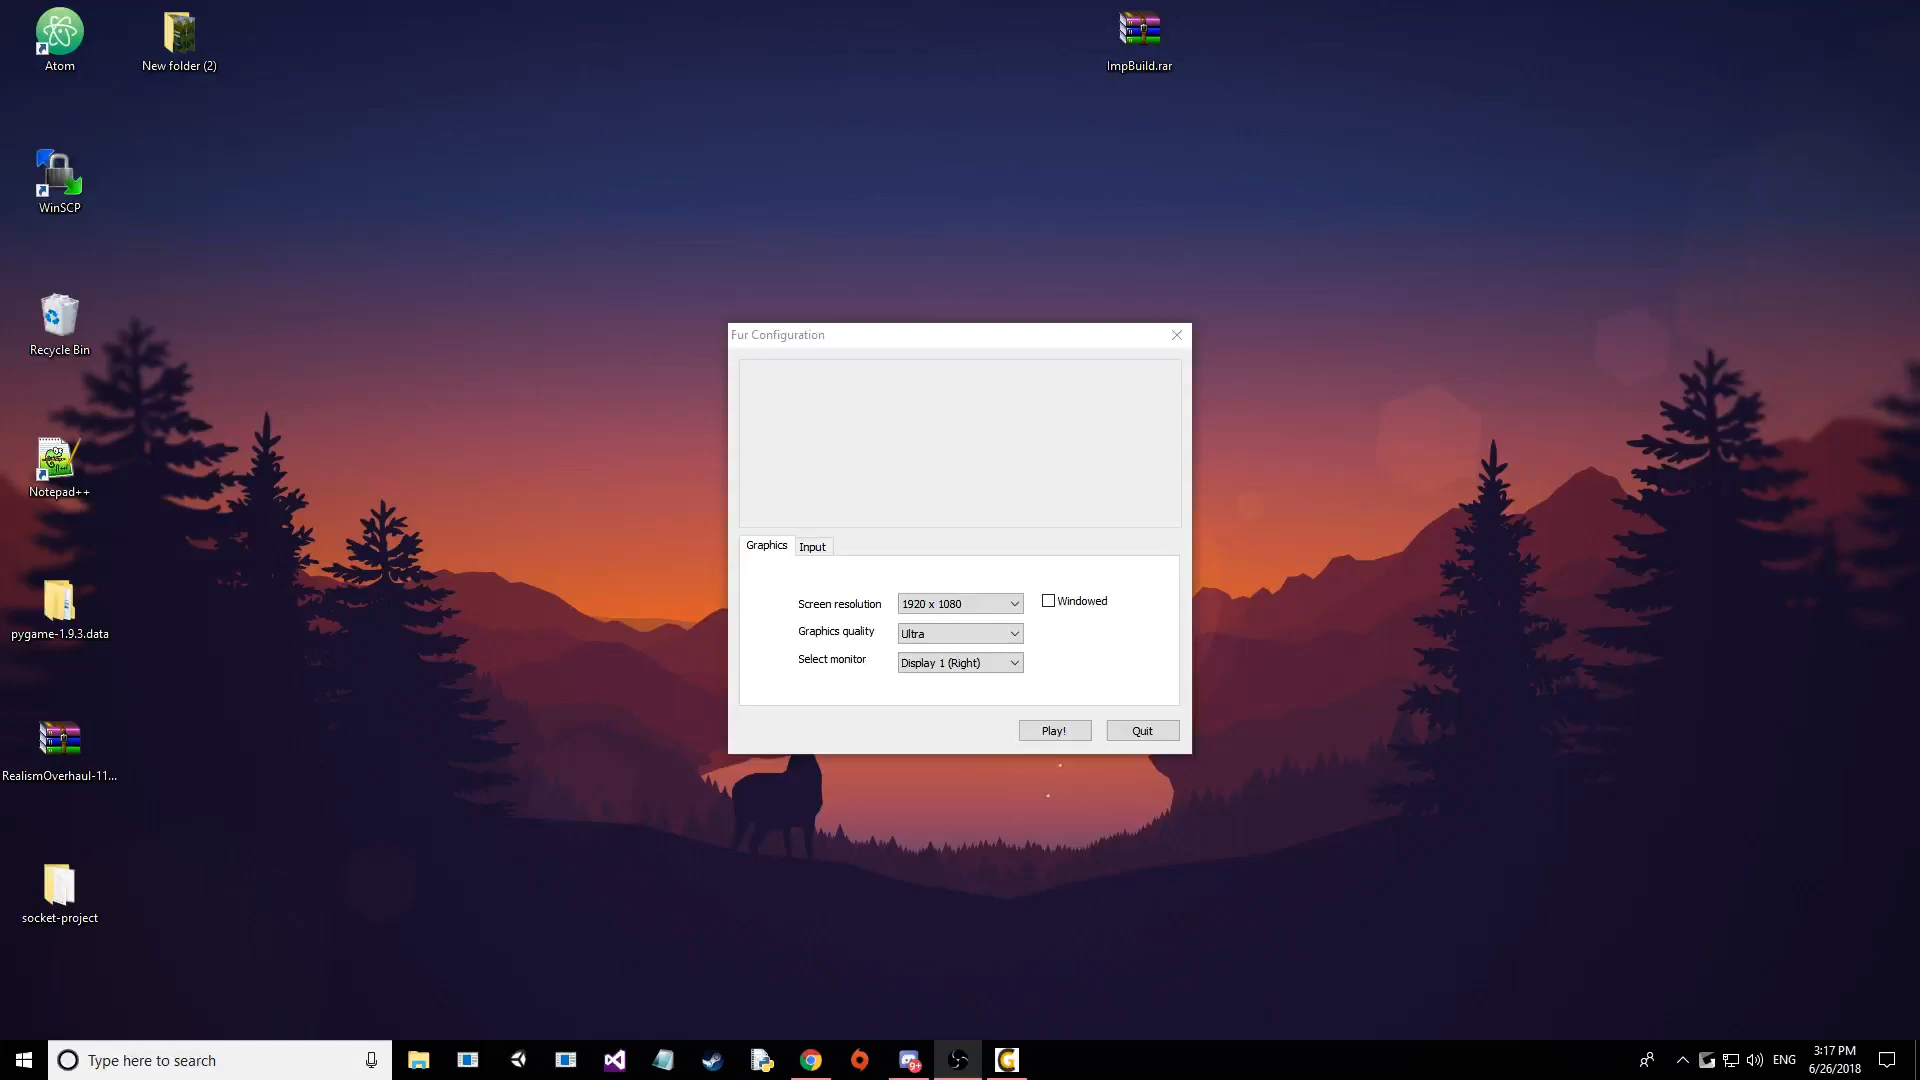 Atom
New folder (2)
ImpBuild.rar
WinSCP
Recycle Bin
Notepad++
pygame-1.9.3.data
RealismOverhaul-11...
socket-project
Fur Configuration
Graphics
Input
Screen resolution
1920 x 1080
Windowed
Graphics quality
Ultra
Select monitor
Display 1 (Right)
Play!
Quit
Type here to search
9+
ENG
3:17 PM
6/26/2018